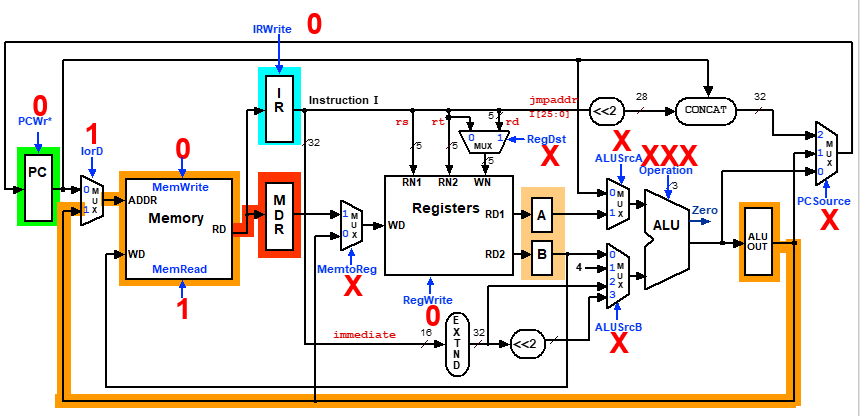 IRWrite 0
0
PCWr*
PC
1
IorD
0 M U X 1
0
MemWrite
ADDR
Memory
RD
WD
MemRead
1
I R
Instruction I
32
M D R
1 M U X 0
MemtoReg
X
rs
rt
rd
5
5
5
0 MUX 1
5
RegDst
X
RN1 RN2 WN
Registers
WD
RD1
RD2
RegWrite
0
A
B
jmpaddr
I[25:0]
<<2
28
CONCAT
32
X
ALUSrcA
0 M U X 1
XXX
Operation
3
ALU
Zero
4
0 1 M U X 2 3
ALUSrcB
X
ALU OUT
2 M U X 1 0
PCSource
X
immediate
16
E X T N D
32
<<2